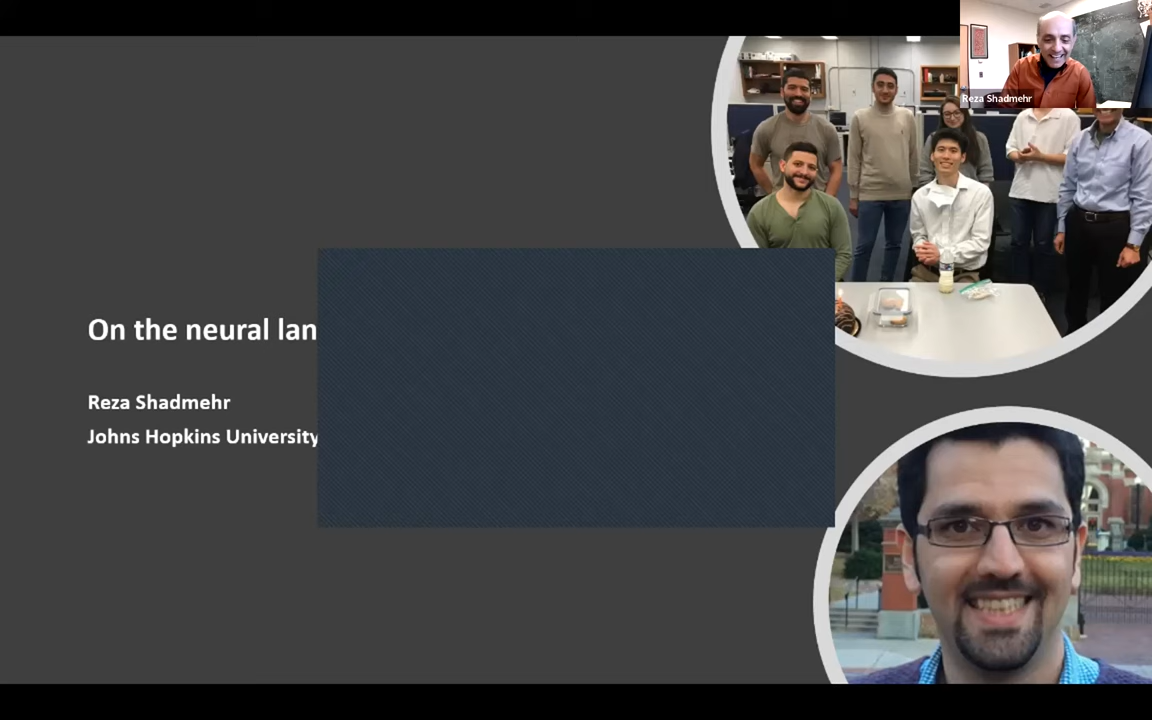 Reza Shadmehr
On the neural lan
Reza Shadmehr
Johns Hopkins University